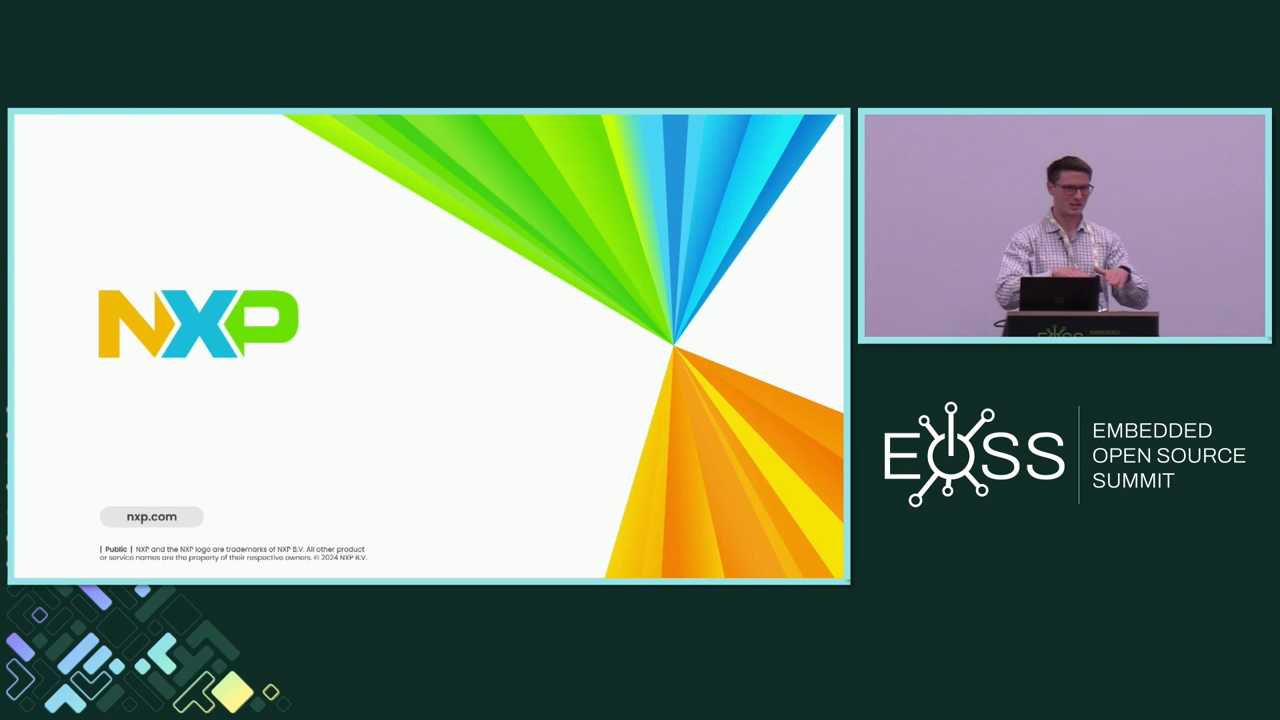 NXP
nxp.com
| Public | NXP and the NXP logo are trademarks of NXP B.V. All other product
or service names are the property of their respective owners. © 2024 NXP B.V.
EOSS
EMBEDDED
OPEN SOURCE
SUMMIT
EOSS